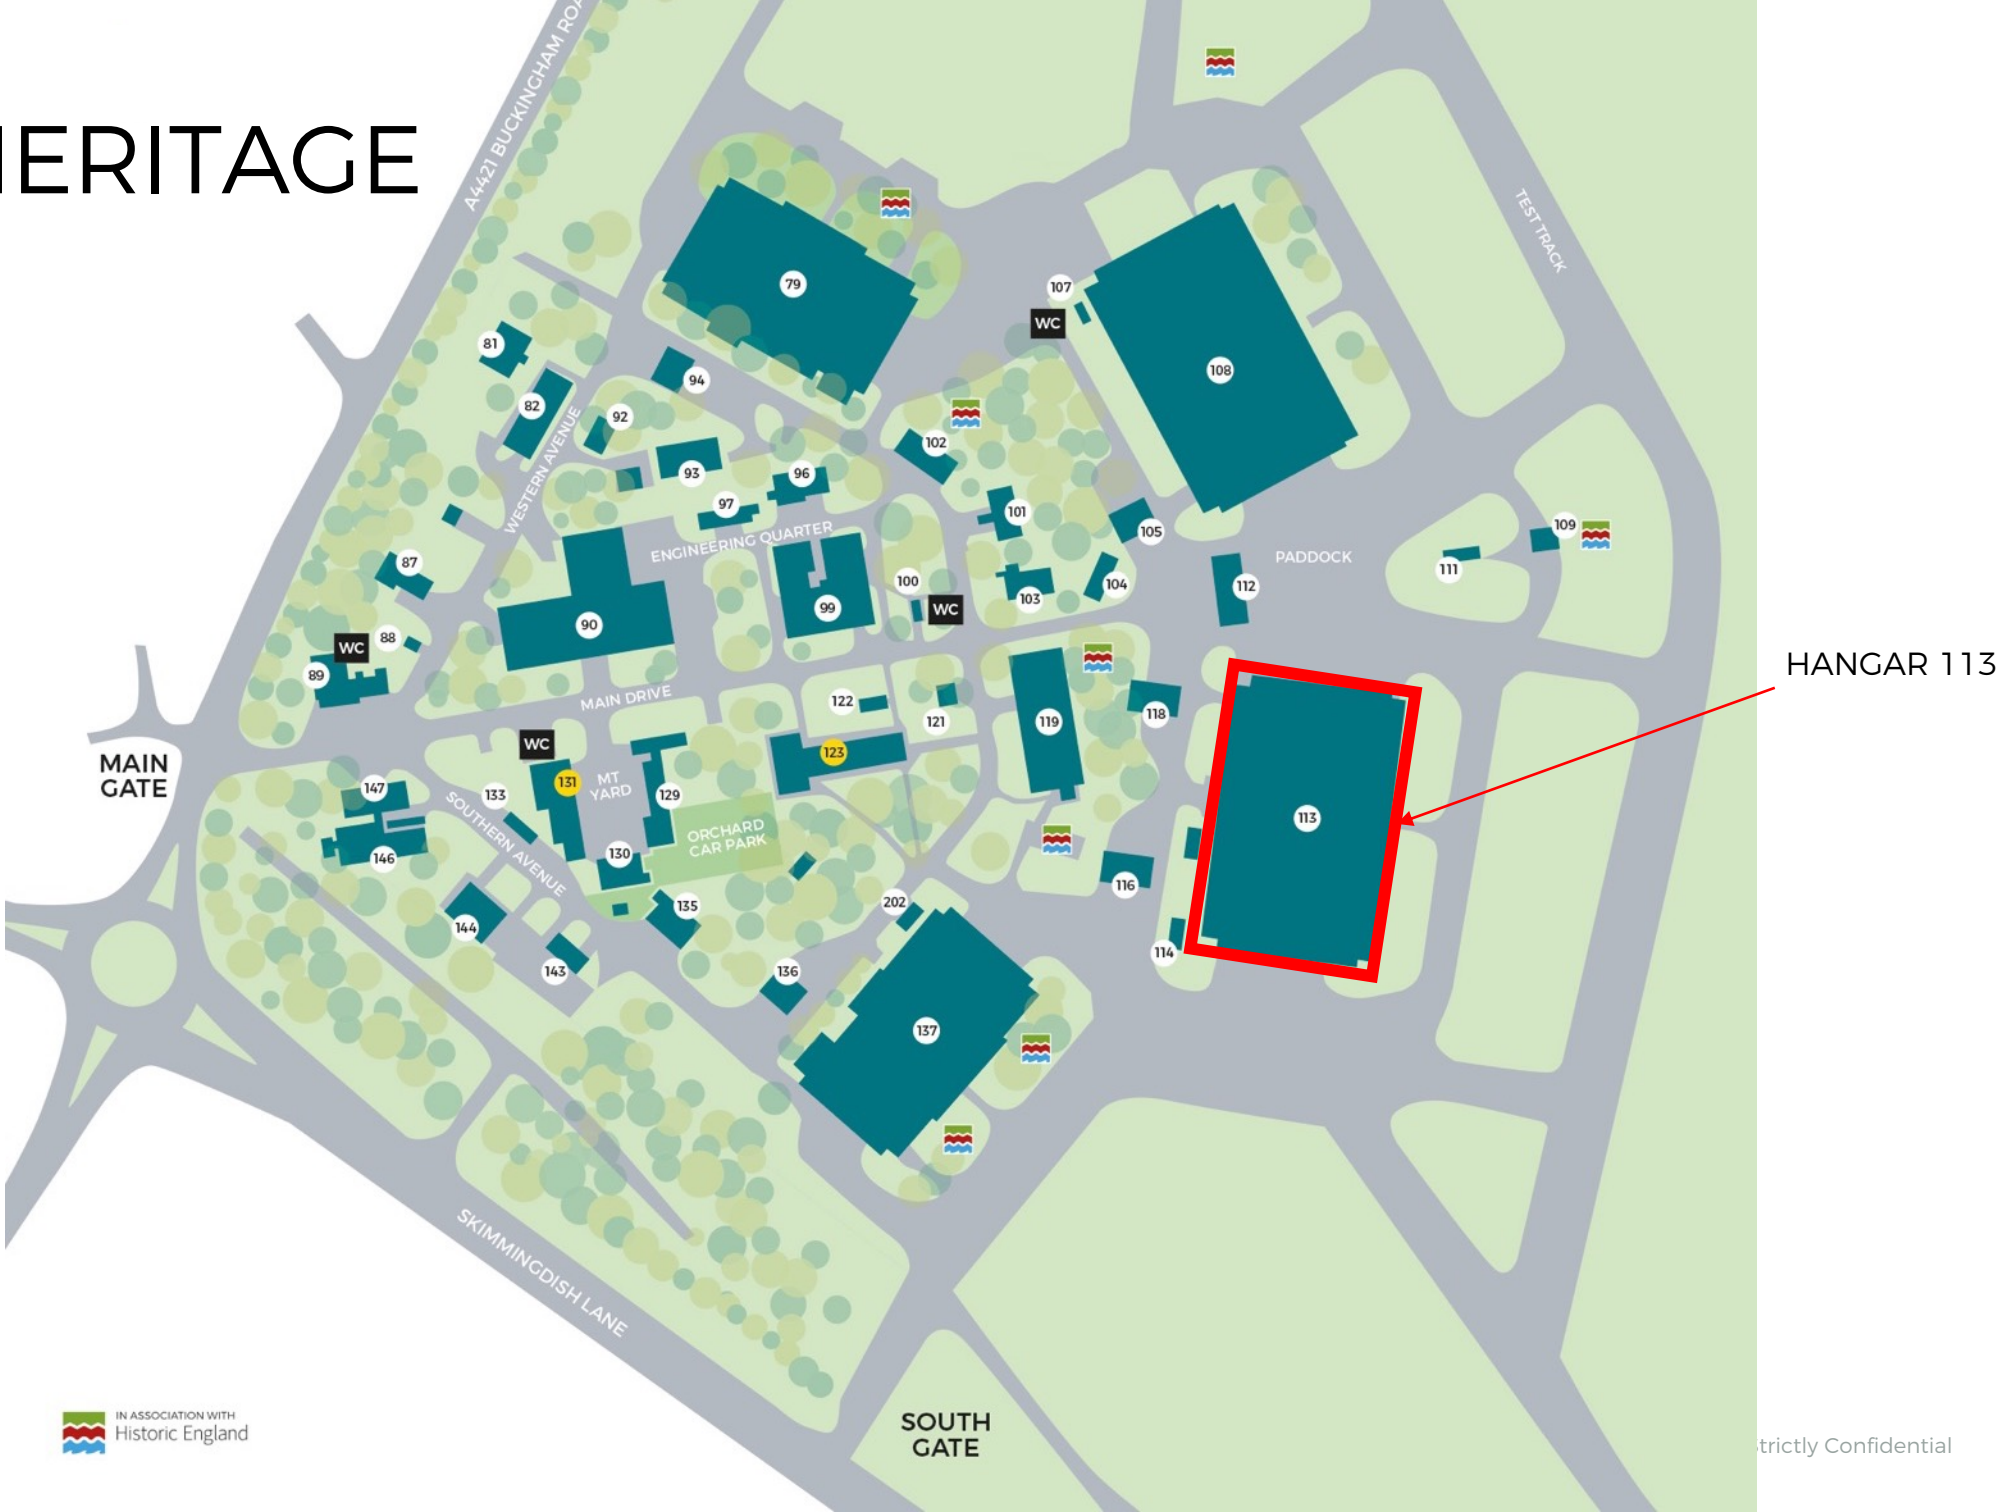 HERITAGE
A4421 BUCKINGHAM ROA
TEST TRACK
79
107
WC
108
81
94
82
92
WESTERN AVENUE
102
93
96
97
101
105
ENGINEERING QUARTER
109
PADDOCK
111
87
100
104
112
99
103
WC
90
88
WC
89
MAIN DRIVE
122
121
119
118
HANGAR 113
WC
123
MAIN
GATE
131
MT
YARD
147
133
129
SOUTHERN AVENUE
ORCHARD
CAR PARK
113
146
130
116
144
135
202
114
143
136
137
SKIMMINGDISH LANE
IN ASSOCIATION WITH
Historic England
SOUTH
GATE
trictly Confidential